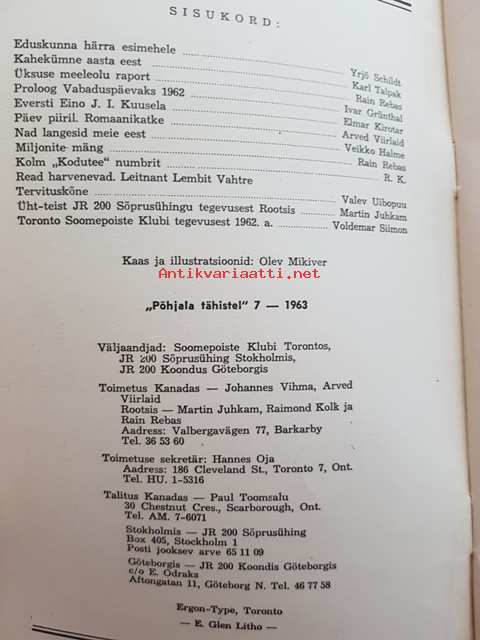 SISUKORD:
Eduskunna härra esimehele Yrjö Schildt
Kahekümne aasta eest Karl Talpak
Üksuse meeleolu raport Rain Rebas
Proloog Vabaduspäevaks 1962 Ivar Grünthal
Eversti Eino J. I. Kuusela Elmar Kirotar
Päev piiril. Romaanikatke Arved Viirlaid
Nad langesid meie eest Veikko Halme
Miljonite mäng Rain Rebas
Kolm „Kodutee" numbrit R. K.
Read harvenevad. Leitnant Lembit Vahtre
Tervituskõne Valev Uibopuu
Üht-teist JR 200 Sõprusühingu tegevusest Rootsis Martin Juhkam
Toronto Soomepoiste Klubi tegevusest 1962. a. Voldemar Siimon
Kaas ja illustratsioonid: Olev Mikiver
Antikvariaatti.net
„Põhjala tähistel" 7 — 1963
Väljaandjad: Soomepoiste Klubi Torontos,
JR 200 Sõprusühing Stokholmis,
JR 200 Koondus Göteborgis
Toimetus Kanadas — Johannes Vihma, Arved
Viirlaid
Rootsis — Martin Juhkam, Raimond Kolk ja
Rain Rebas
Aadress: Valbergavägen 77, Barkarby
Tel. 36 53 60
Toimetuse sekretär: Hannes Oja
Aadress: 186 Cleveland St., Toronto 7, Ont.
Tel. HU. 1-5316
Talitus Kanadas — Paul Toomsalu
30 Chestnut Cres., Scarborough, Ont.
Tel. AM. 7-6071
Stokholmis — JR 200 Sõprusühing
Box 405, Stockholm 1
Posti jooksev arve 65 11 09
Göteborgis — JR 200 Koondis Göteborgis
c/o E. Odraks
Aftongatan 11, Göteborg N. Tel. 46 77 58
Ergon-Type, Toronto
— E. Glen Litho —